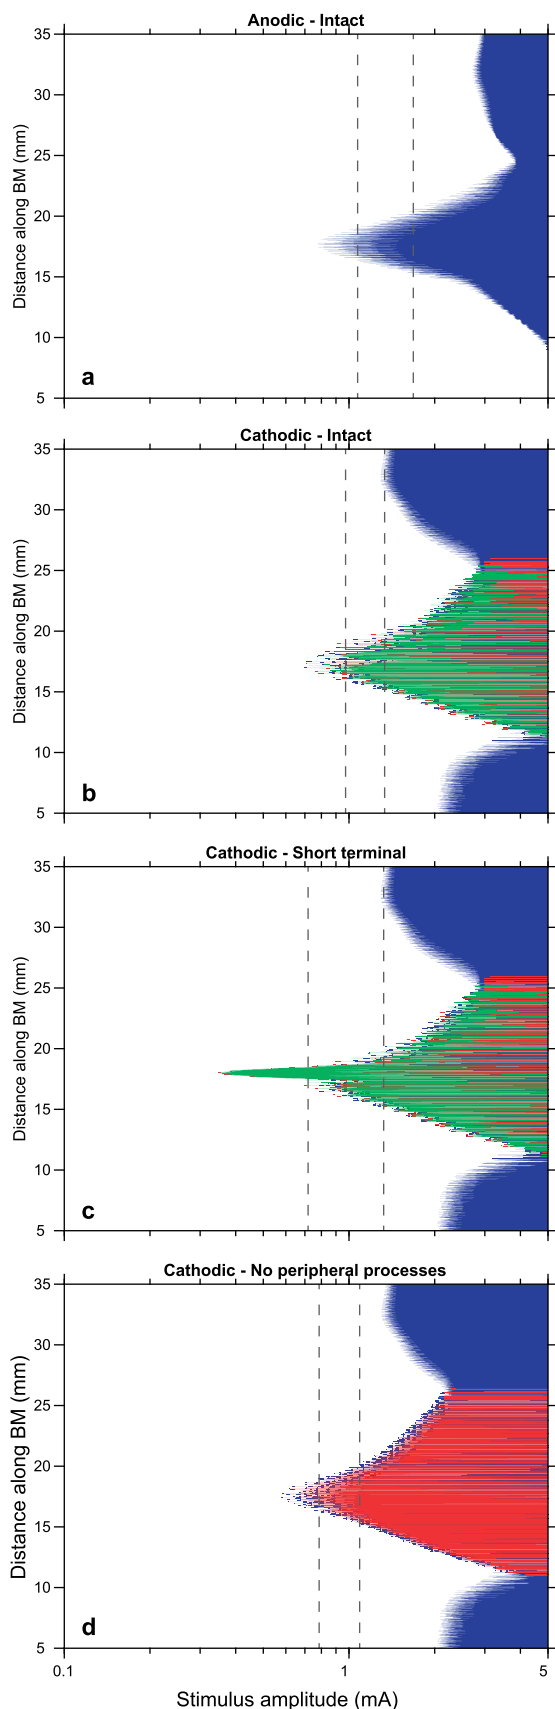 Anodic - Intact
35
30
25
20
15
10
5
Distance along BM (mm)
a
Cathodic - Intact
35
30
25
20
15
10
5
Distance along BM (mm)
b
Cathodic - Short terminal
35
30
25
20
15
10
5
Distance along BM (mm)
c
Cathodic - No peripheral processes
35
30
25
20
15
10
5
Distance along BM (mm)
d
0.1 1 5
Stimulus amplitude (mA)